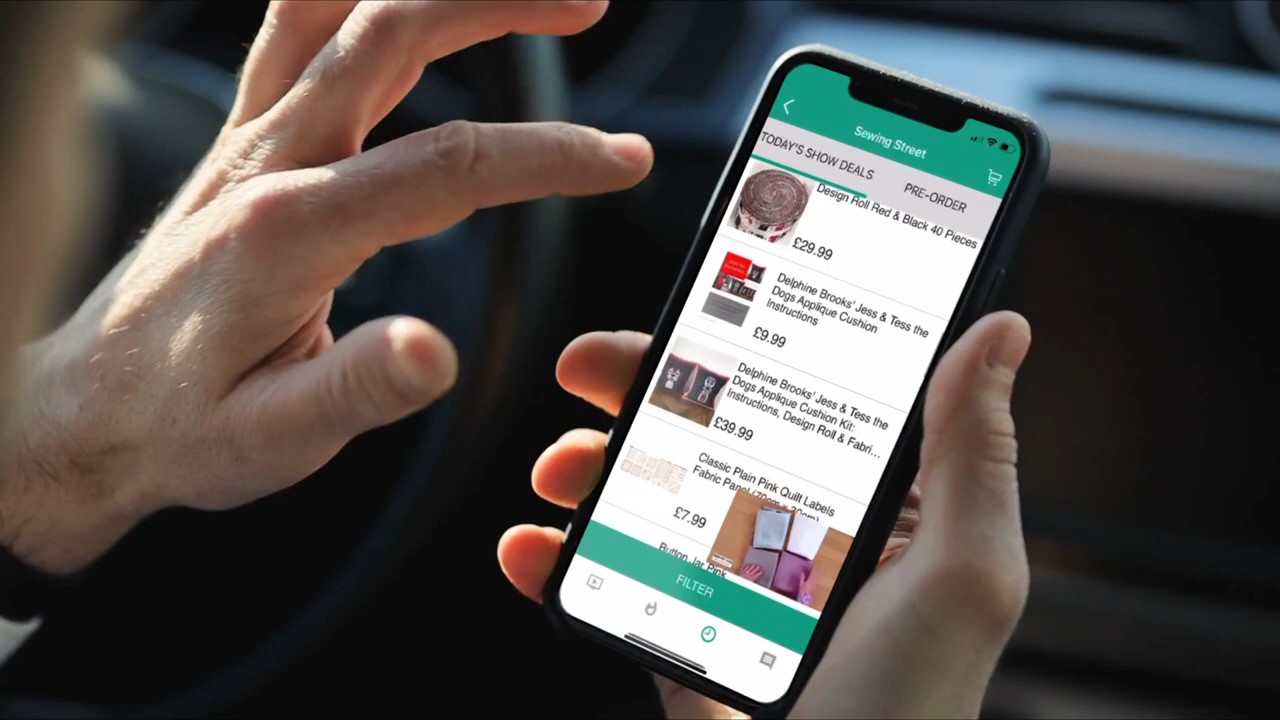 Sewing Street
TODAY'S SHOW DEALS
PRE-ORDER
Design Roll Red & Black 40 Pieces
£29.99
Delphine Brooks' Jess & Tess the
Dogs Applique Cushion
Instructions
£9.99
Delphine Brooks' Jess & Tess the
Dogs Applique Cushion Kit:
Instructions, Design Roll & Fabri...
£39.99
Classic Plain Pink Quilt Labels
Fabric Panel (70cm x 30cm)
£7.99
Button Jar Pink
FILTER